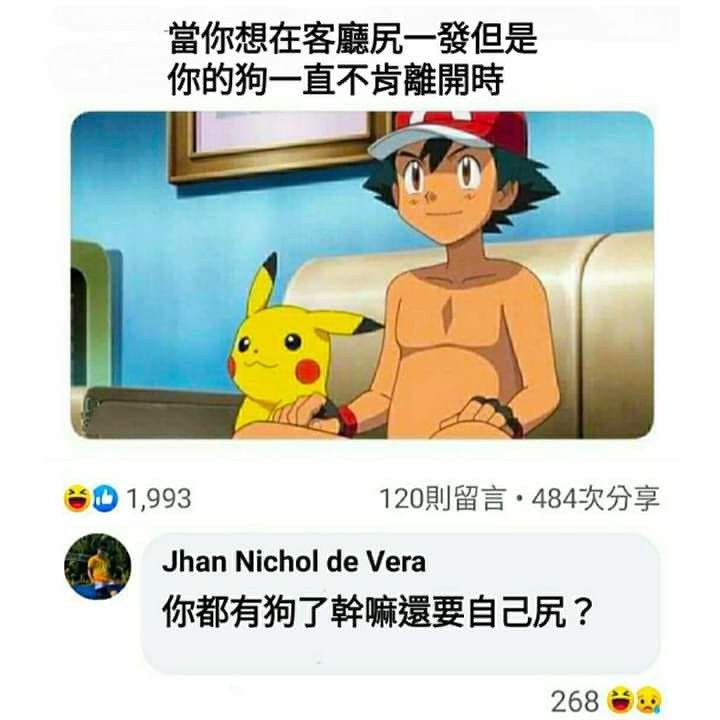 當你想在客廳尻一發但是
你的狗一直不肯離開時
1,993
120則留言•484次分享
Jhan Nichol de Vera
你都有狗了幹嘛還要自己尻？
268